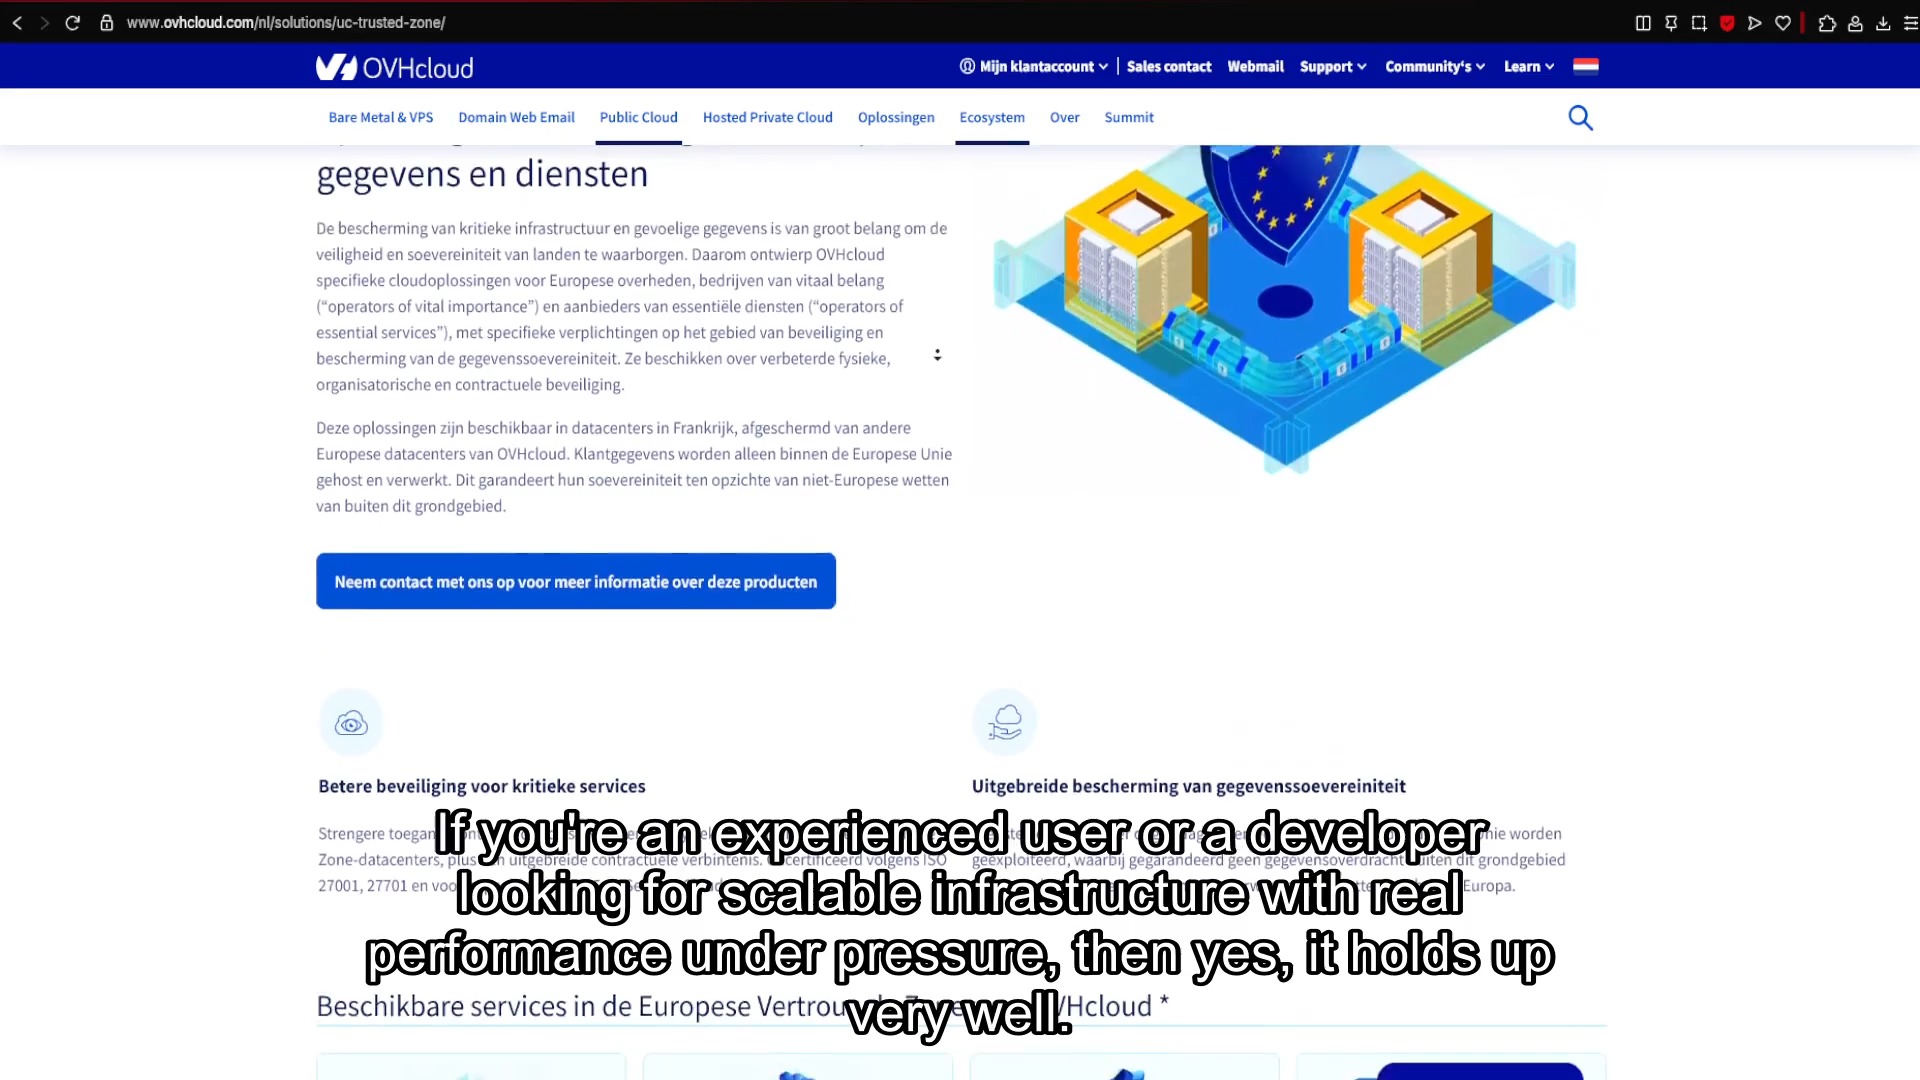 www.ovhcloud.com/nl/solutions/uc-trusted-zone/
OVHcloud
Mijn klantaccount
Sales contact
Webmail
Support
Community's
Learn
Bare Metal & VPS
Domain Web Email
Public Cloud
Hosted Private Cloud
Oplossingen
Ecosystem
Over
Summit
gegevens en diensten
De bescherming van kritieke infrastructuur en gevoelige gegevens is van groot belang om de
veiligheid en soevereiniteit van landen te waarborgen. Daarom ontwierp OVHcloud
specifieke cloudoplossingen voor Europese overheden, bedrijven van vitaal belang
(“operators of vital importance”) en aanbieders van essentiële diensten (“operators of
essential services”), met specifieke verplichtingen op het gebied van beveiliging en
bescherming van de gegevenssoevereiniteit. Ze beschikken over verbeterde fysieke,
organisatorische en contractuele beveiliging.
Deze oplossingen zijn beschikbaar in datacenters in Frankrijk, afgeschermd van andere
Europese datacenters van OVHcloud. Klantgegevens worden alleen binnen de Europese Unie
gehost en verwerkt. Dit garandeert hun soevereiniteit ten opzichte van niet-Europese wetten
van buiten dit grondgebied.
Neem contact met ons op voor meer informatie over deze producten
Betere beveiliging voor kritieke services
Strengere
Zone-datacenters, uitgebreide contractuele verbintenis. volgens ISO
27001, 27701 en
Uitgebreide bescherming van gegevenssoevereiniteit
worden
geëxploiteerd, waarbij gegarandeerd geen gegevensoverdracht buiten dit grondgebied
Europa.
If you're an experienced user or a developer
looking for scalable infrastructure with real
performance under pressure, then yes, it holds up
very well.
Beschikbare services in de Europese OVHcloud *